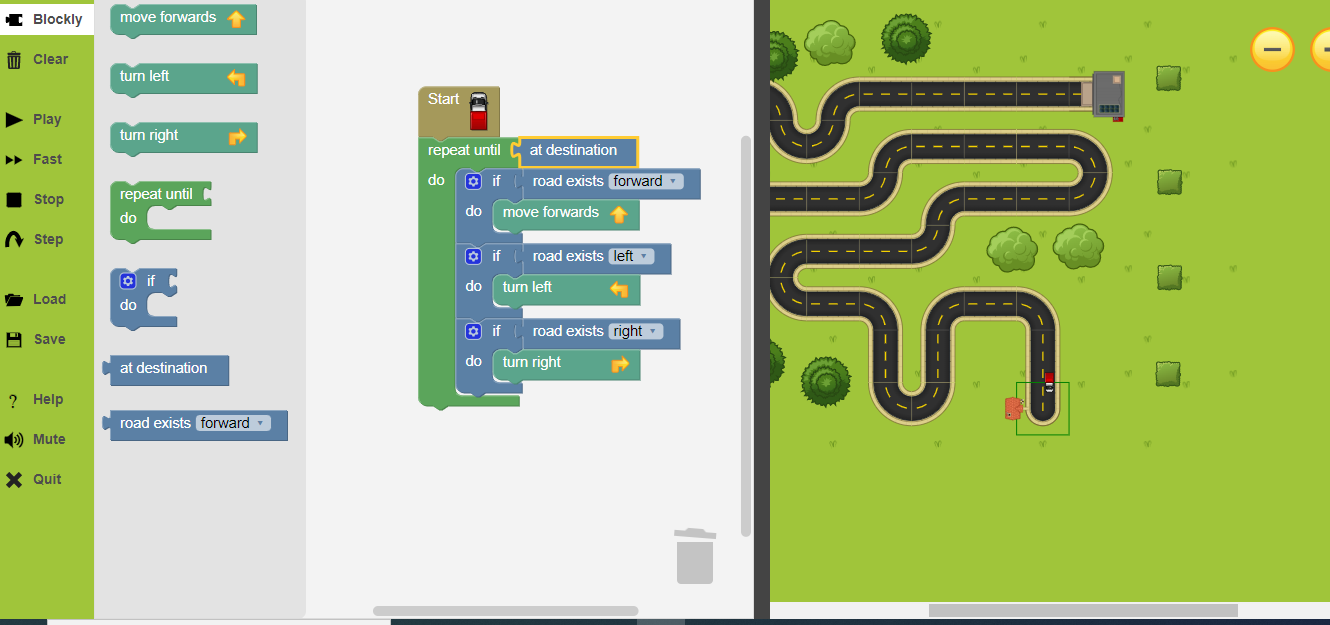 Blockly
Clear
Play
Fast
Stop
Step
Load
Save
Help
Mute
Quit
move forwards
turn left
turn right
repeat until
do
if
do
at destination
road exists forward
Start
repeat until at destination
do if road exists forward
do move forwards
if road exists left
do turn left
if road exists right
do turn right